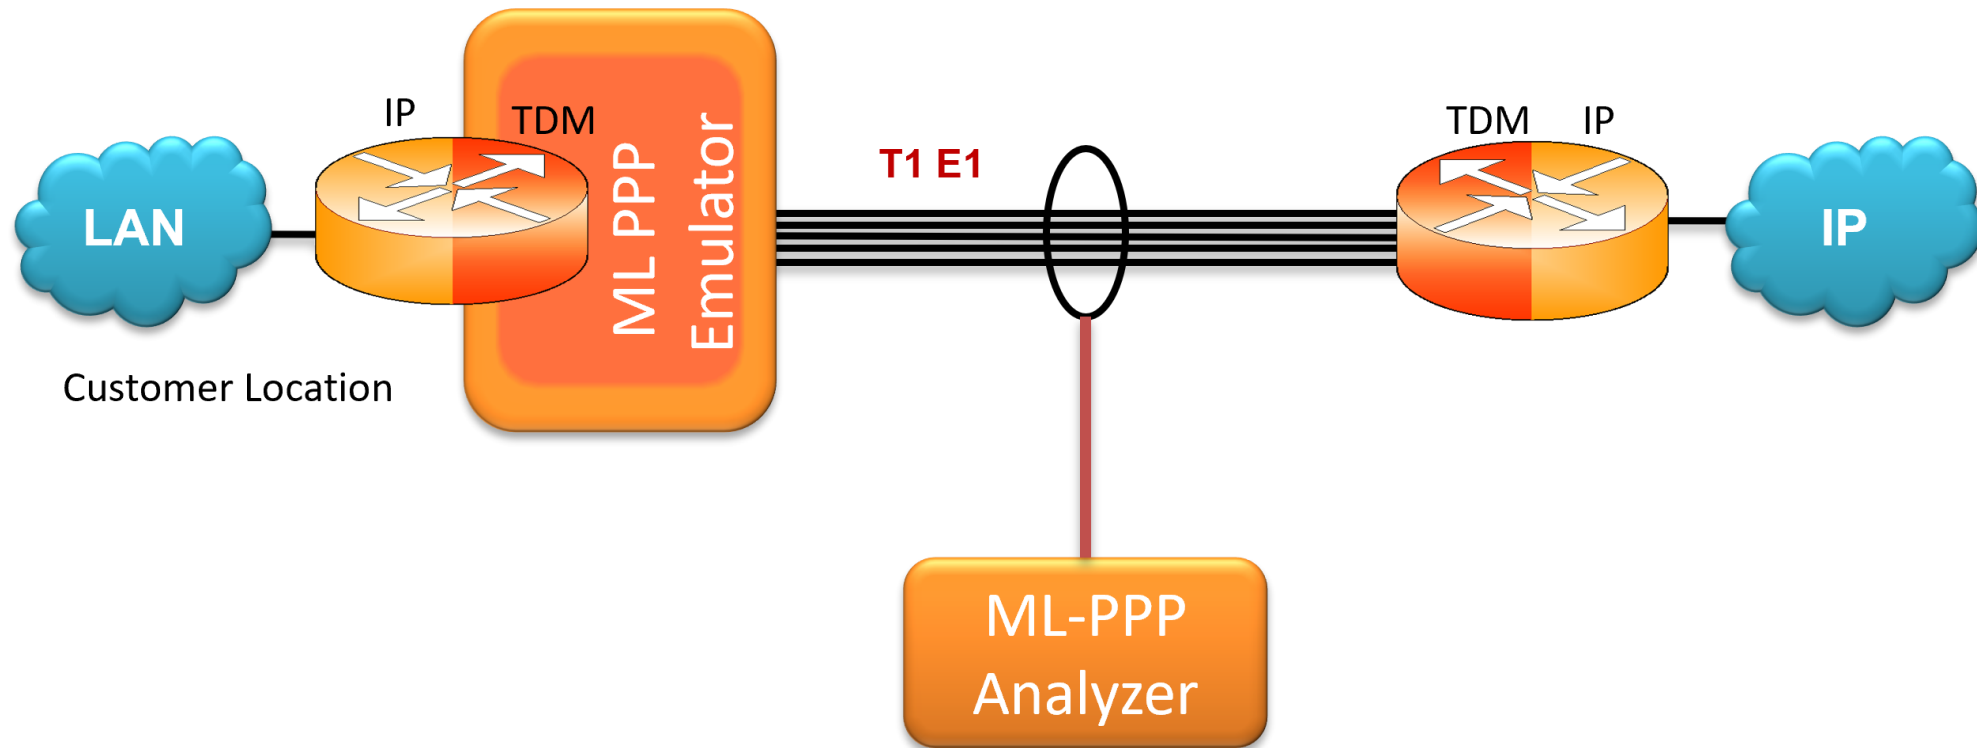 IP
TDM
LAN
ML PPP
Emulator
Customer Location
T1 E1
TDM
IP
IP
ML-PPP
Analyzer